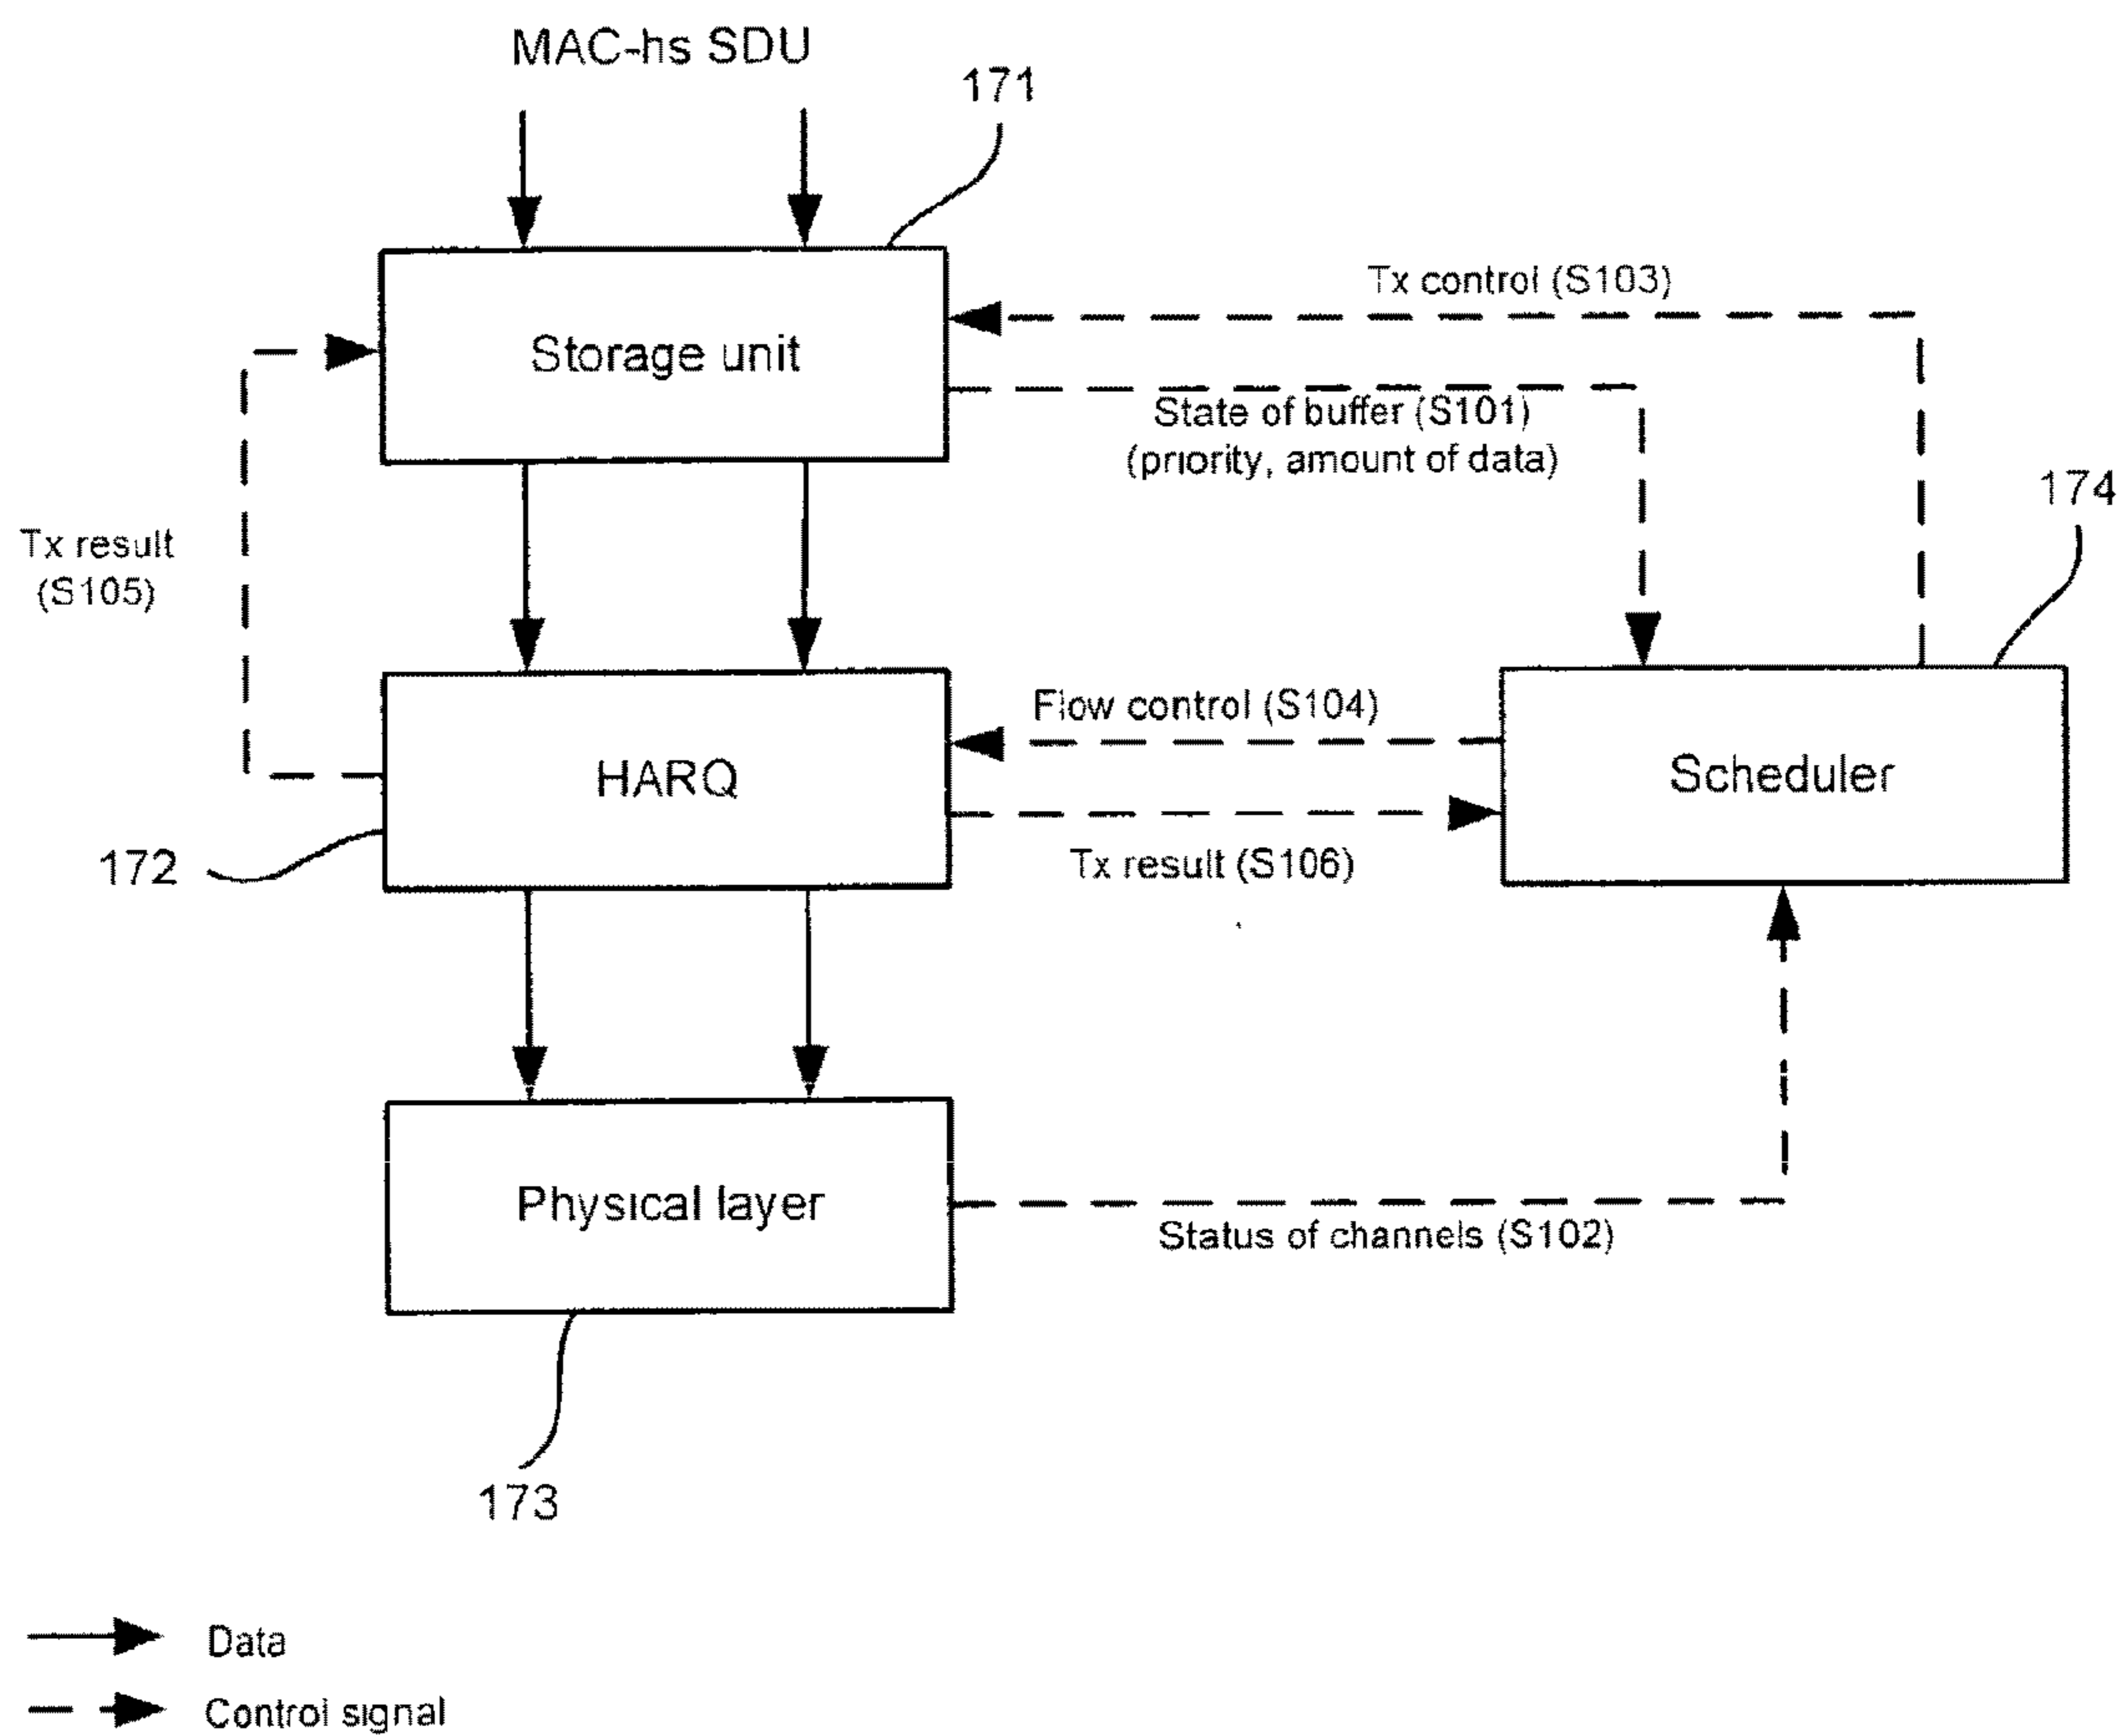 MAC-hs SDU
171
Tx control (S103)
Storage unit
State of buffer (S101)
(priority, amount of data)
174
Tx result
(S105)
Flow control (S104)
HARQ
Scheduler
172
Tx result (S106)
Physical layer
Status of channels (S102)
173
Data
Control signal